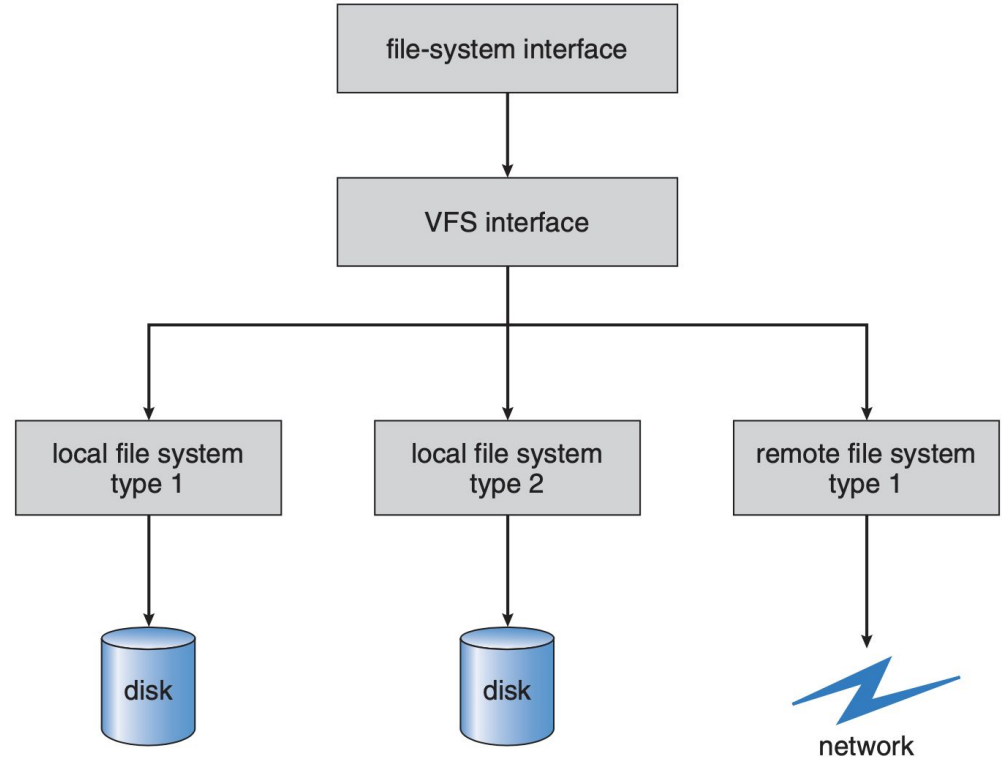 file-system interface
VFS interface
local file system
type 1
local file system
type 2
remote file system
type 1
disk
disk
network